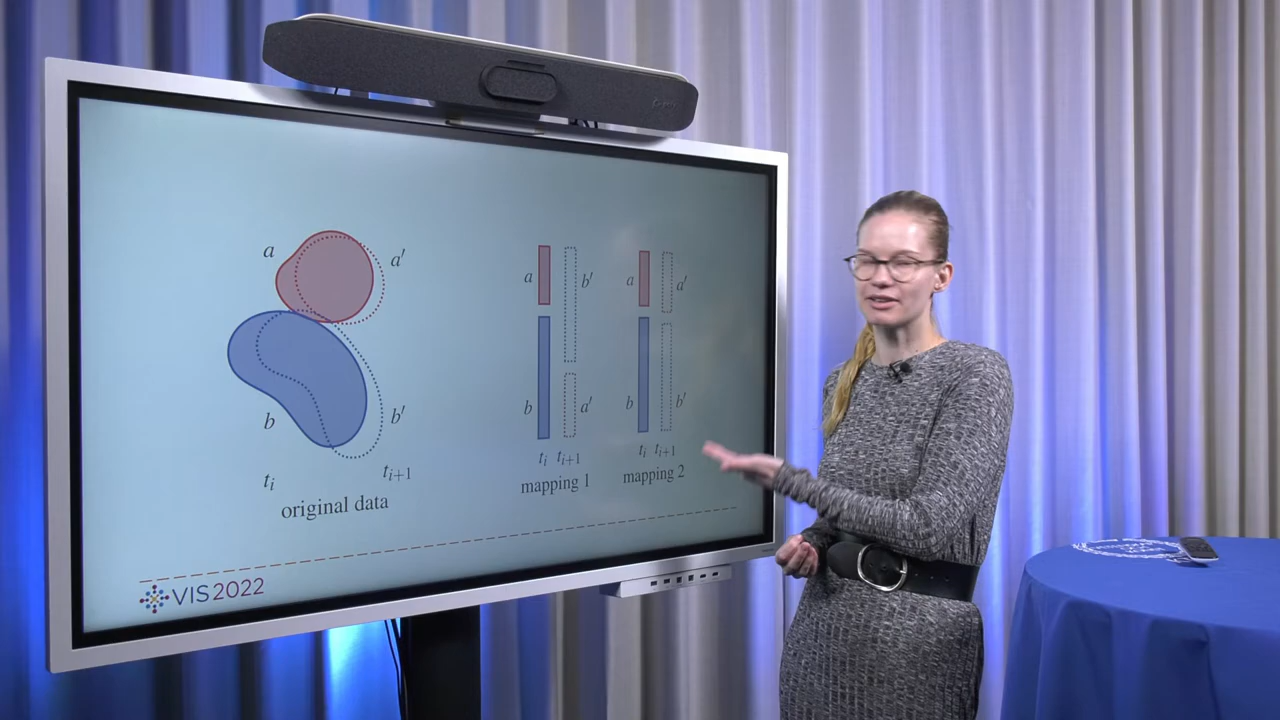 a
a′
b
b′
t_i
t_{i+1}
original data
a
b′
b
a′
t_i t_{i+1}
mapping 1
a
a′
b
b′
t_i t_{i+1}
mapping 2
VIS2022